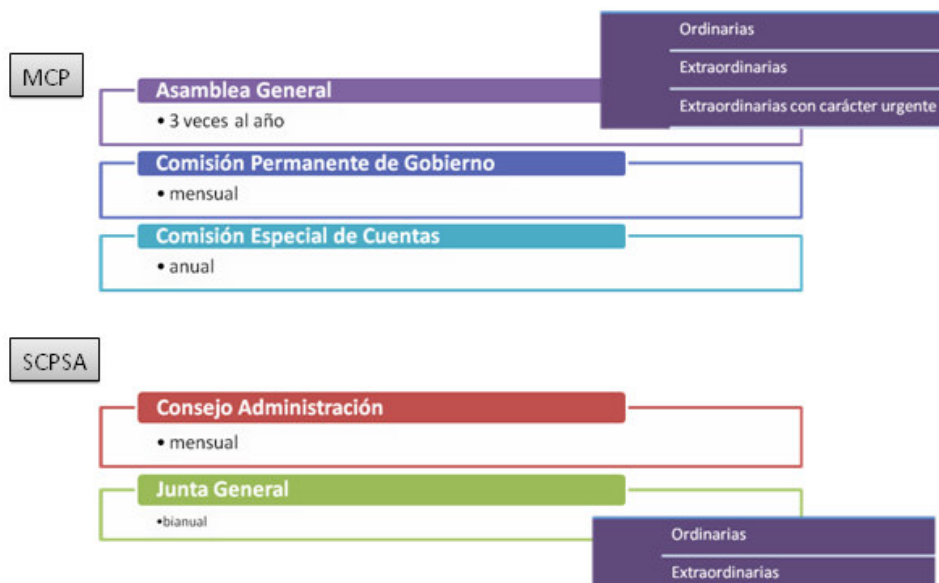 MCP
Asamblea General
• 3 veces al año
Ordinarias
Extraordinarias
Extraordinarias con carácter urgente
Comisión Permanente de Gobierno
• mensual
Comisión Especial de Cuentas
• anual
SCPSA
Consejo Administración
• mensual
Junta General
•bianual
Ordinarias
Extraordinarias